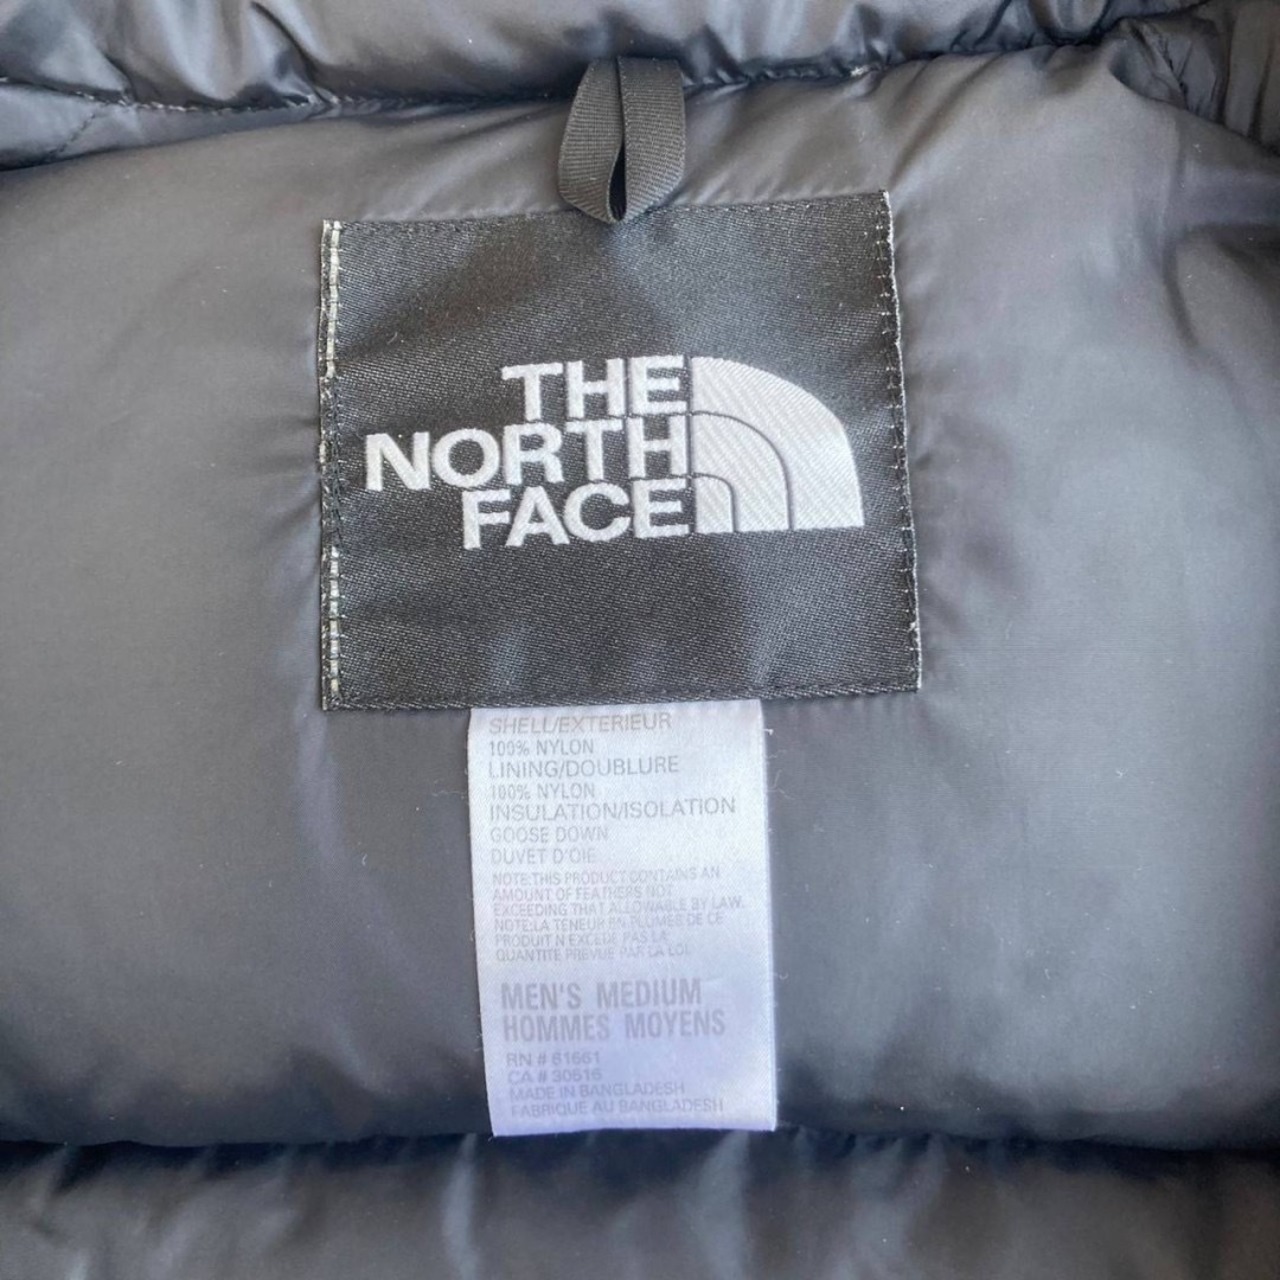 THE
NORTH
FACE
SHELL/EXTERIEUR
100% NYLON
LINING/DOUBLURE
100% NYLON
INSULATION/ISOLATION
GOOSE DOWN
DUVET D'OIE
NOTE:THIS PRODUCT CONTAINS AN
AMOUNT OF FEATHERS NOT
EXCEEDING THAT ALLOWABLE BY LAW.
NOTE:LA TENEUR EN PLUMES DE CE
PRODUIT N EXCEDE PAS LA
QUANTITE PREVUE PAR LA LOI.
MEN'S MEDIUM
HOMMES MOYENS
RN # 61661
CA # 30516
MADE IN BANGLADESH
FABRIQUE AU BANGLADESH